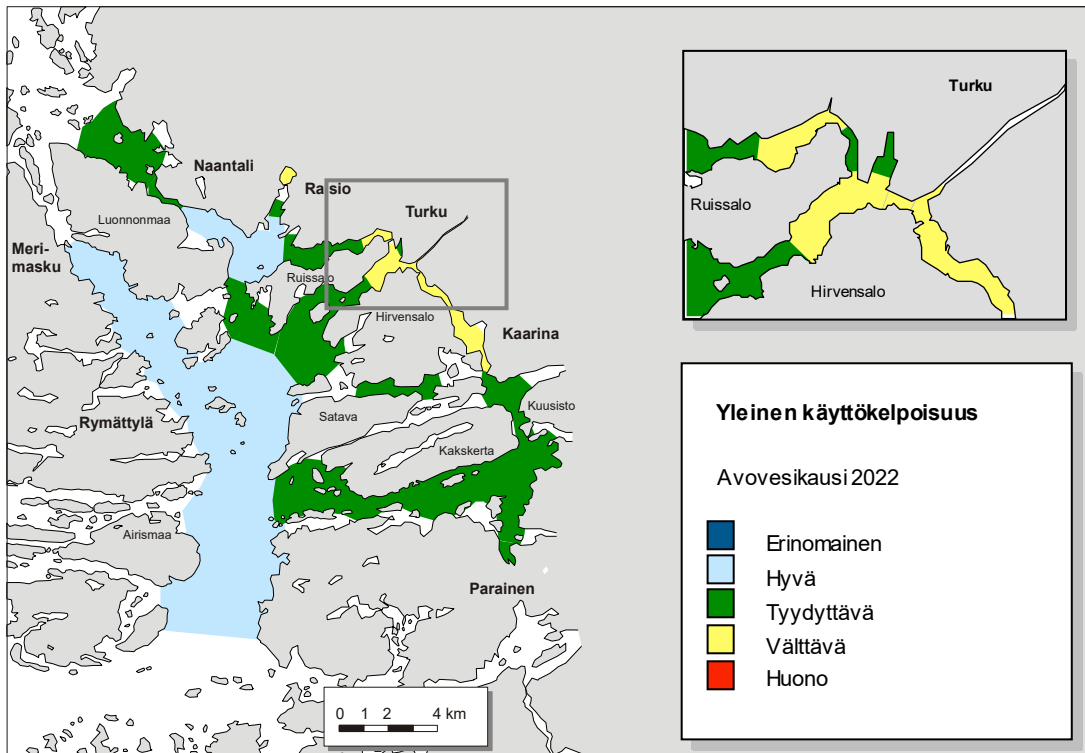 Turku
Ruissalo
Hirvensalo
Naantali
Raisio
Luonnonmaa
Turku
Meri-
masku
Ruissalo
Hirvensalo
Kaarina
Rymättylä
Satava
Kuusisto
Kakskerta
Airismaa
Parainen
0 1 2 4 km
Yleinen käyttökelpoisuus
Avovesikausi 2022
Erinomainen
Hyvä
Tyydyttävä
Välttävä
Huono